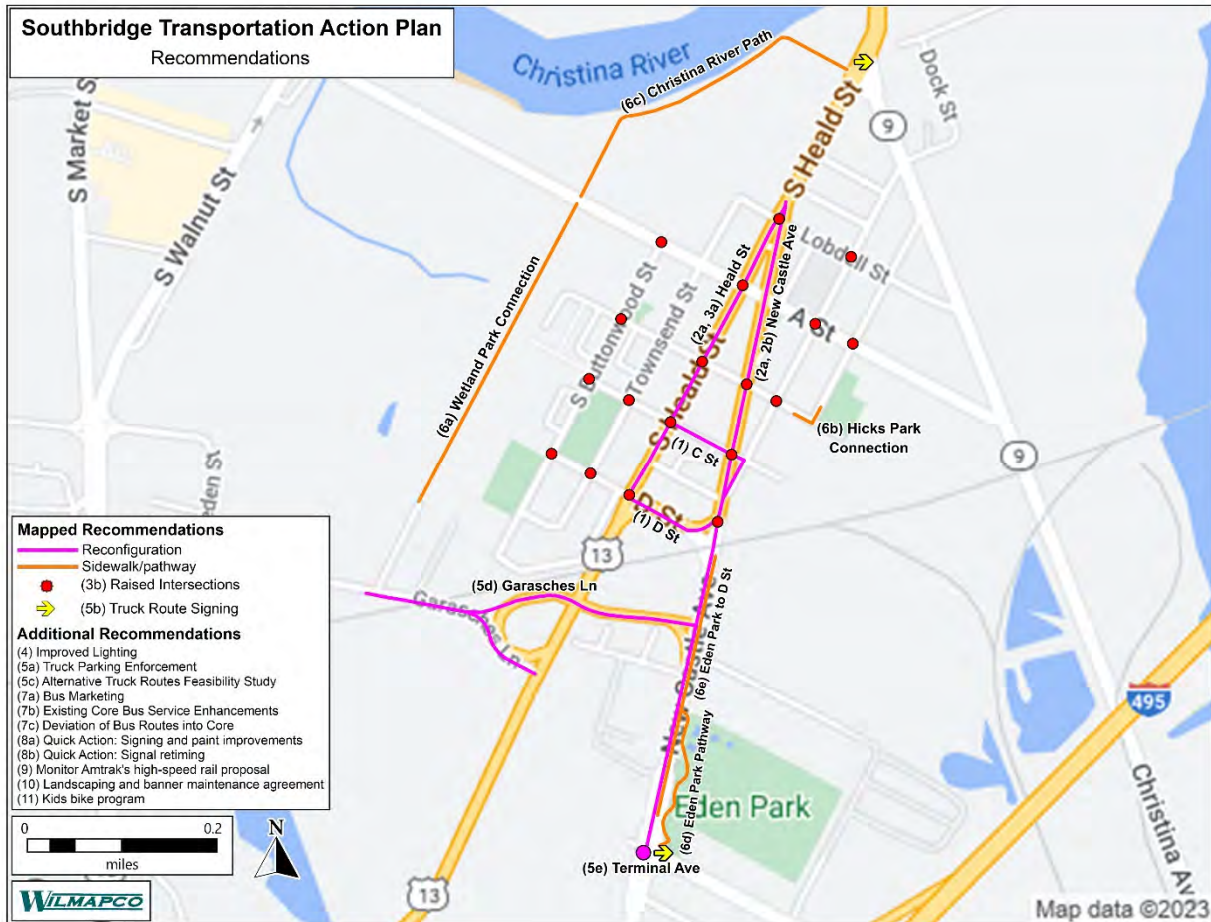 Southbridge Transportation Action Plan
Recommendations
Christina River
(6c) Christina River Path
Dock St
S Market St
S Walnut St
9
S Heald St
Lobdell St
A St
(2a, 3a) Heald St
(2a, 2b) New Castle Ave
S Buttonwood St
Townsend St
S Heald St
(6a) Wetland Park Connection
(6b) Hicks Park
Connection
(1) C St
D St
(1) D St
9
eden St
13
(5d) Garasches Ln
Garasches Ln
New Castle Ave
(6e) Eden Park to D St
(6d) Eden Park Pathway
Eden Park
(5e) Terminal Ave
495
Christina Av
13
Mapped Recommendations
Reconfiguration
Sidewalk/pathway
(3b) Raised Intersections
(5b) Truck Route Signing
Additional Recommendations
(4) Improved Lighting
(5a) Truck Parking Enforcement
(5c) Alternative Truck Routes Feasibility Study
(7a) Bus Marketing
(7b) Existing Core Bus Service Enhancements
(7c) Deviation of Bus Routes into Core
(8a) Quick Action: Signing and paint improvements
(8b) Quick Action: Signal retiming
(9) Monitor Amtrak's high-speed rail proposal
(10) Landscaping and banner maintenance agreement
(11) Kids bike program
0 0.2
miles
N
WILMAPCO
Map data ©2023